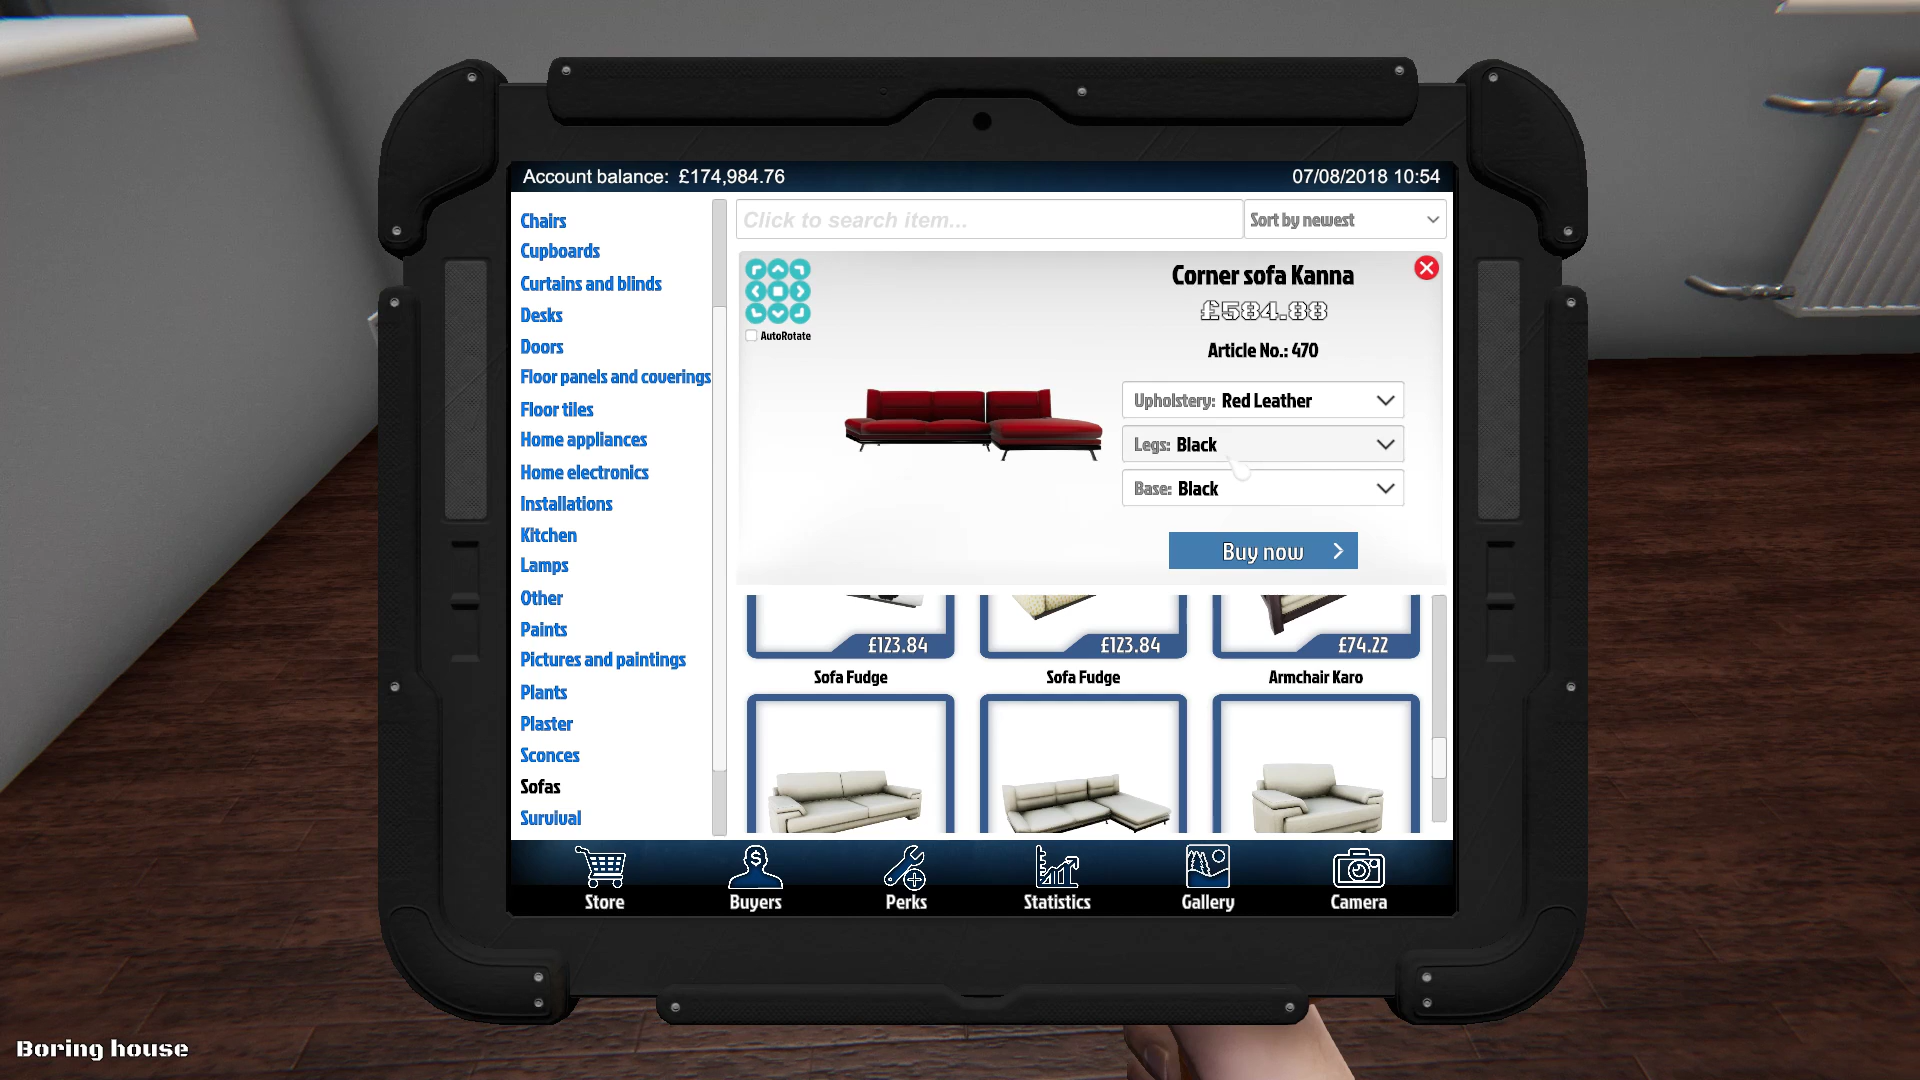 Account balance: £174,984.76
07/08/2018 10:54
Chairs
Cupboards
Curtains and blinds
Desks
Doors
Floor panels and coverings
Floor tiles
Home appliances
Home electronics
Installations
Kitchen
Lamps
Other
Paints
Pictures and paintings
Plants
Plaster
Sconces
Sofas
Survival
Click to search item...
Sort by newest
AutoRotate
Corner sofa Kanna
£584.88
Article No.: 470
Upholstery: Red Leather
Legs: Black
Base: Black
Buy now
£123.84
£123.84
£74.22
Sofa Fudge
Sofa Fudge
Armchair Karo
Store
Buyers
Perks
Statistics
Gallery
Camera
Boring house